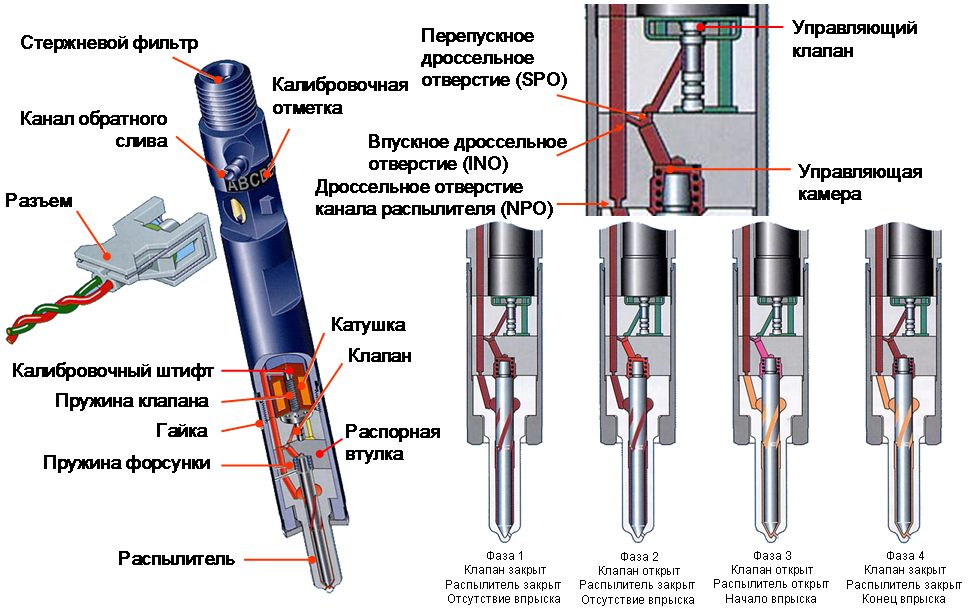 Стержневой фильтр
Калибровочная
отметка
Канал обратного
слива
ABCDE
Разъем
Катушка
Клапан
Калибровочный штифт
Пружина клапана
Гайка
Распорная
втулка
Пружина форсунки
Распылитель
Перепускное
дроссельное
отверстие (SPO)
Управляющий
клапан
Впускное дроссельное
отверстие (INO)
Дроссельное отверстие
канала распылителя (NPO)
Управляющая
камера
Фаза 1
Клапан закрыт
Распылитель закрыт
Отсутствие впрыска
Фаза 2
Клапан открыт
Распылитель закрыт
Отсутствие впрыска
Фаза 3
Клапан открыт
Распылитель открыт
Начало впрыска
Фаза 4
Клапан закрыт
Распылитель закрыт
Конец впрыска